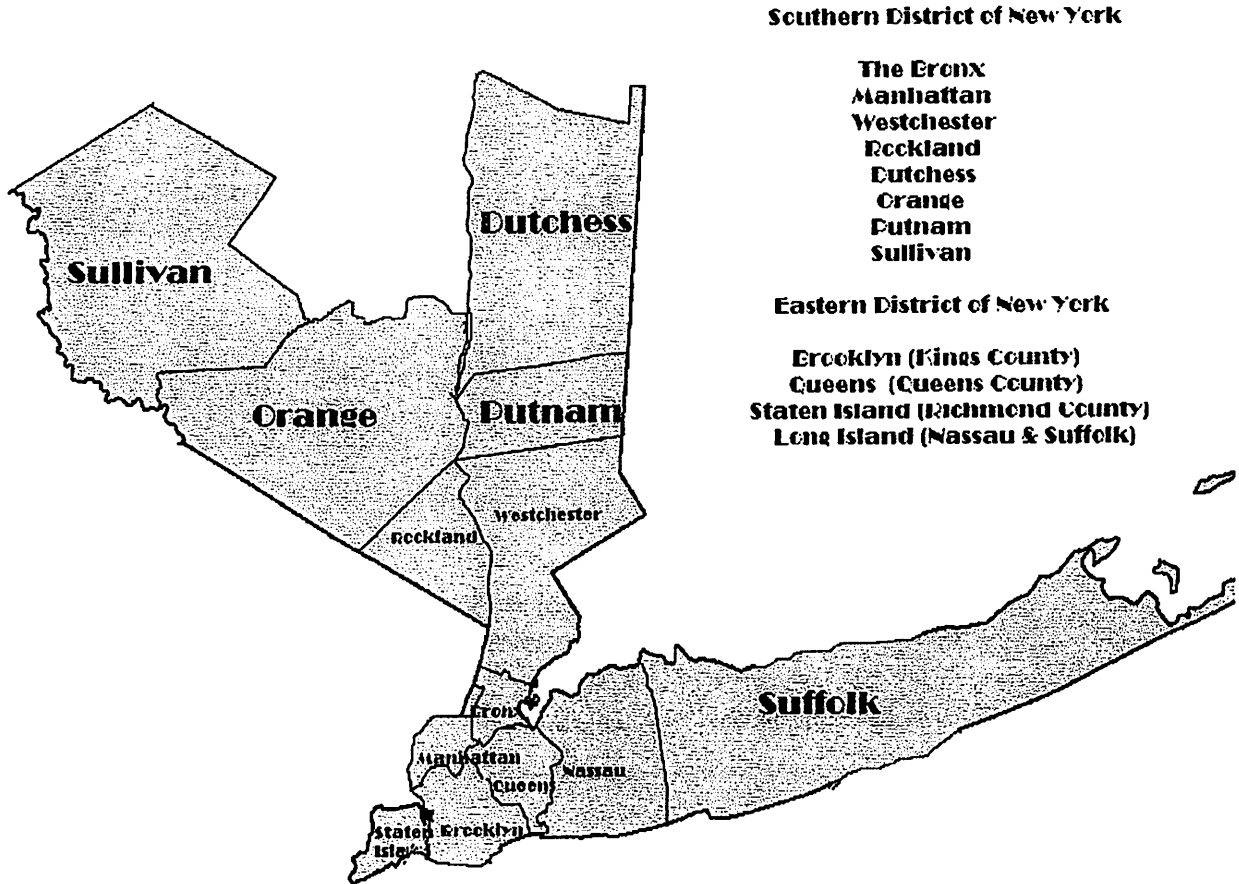 Southern District of New York
The Bronx
Manhattan
Westchester
Rockland
Dutchess
Orange
Putnam
Sullivan
Eastern District of New York
Brooklyn (Kings County)
Queens (Queens County)
Staten Island (Richmond County)
Long Island (Nassau & Suffolk)
Dutchess
Sullivan
Orange
Putnam
Westchester
Rockland
Suffolk
Bronx
Manhattan
Nassau
Queens
Staten
Island
Brooklyn